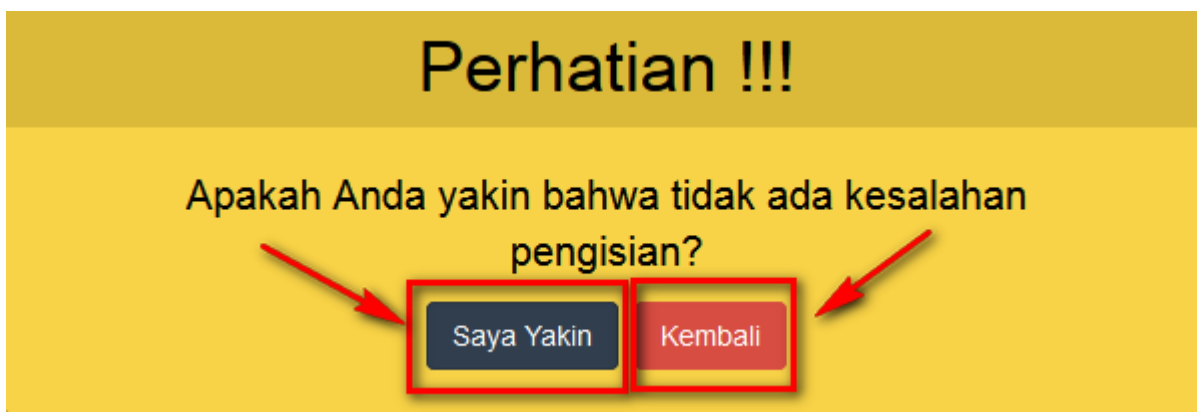 Perhatian !!!
Apakah Anda yakin bahwa tidak ada kesalahan
pengisian?
Saya Yakin
Kembali